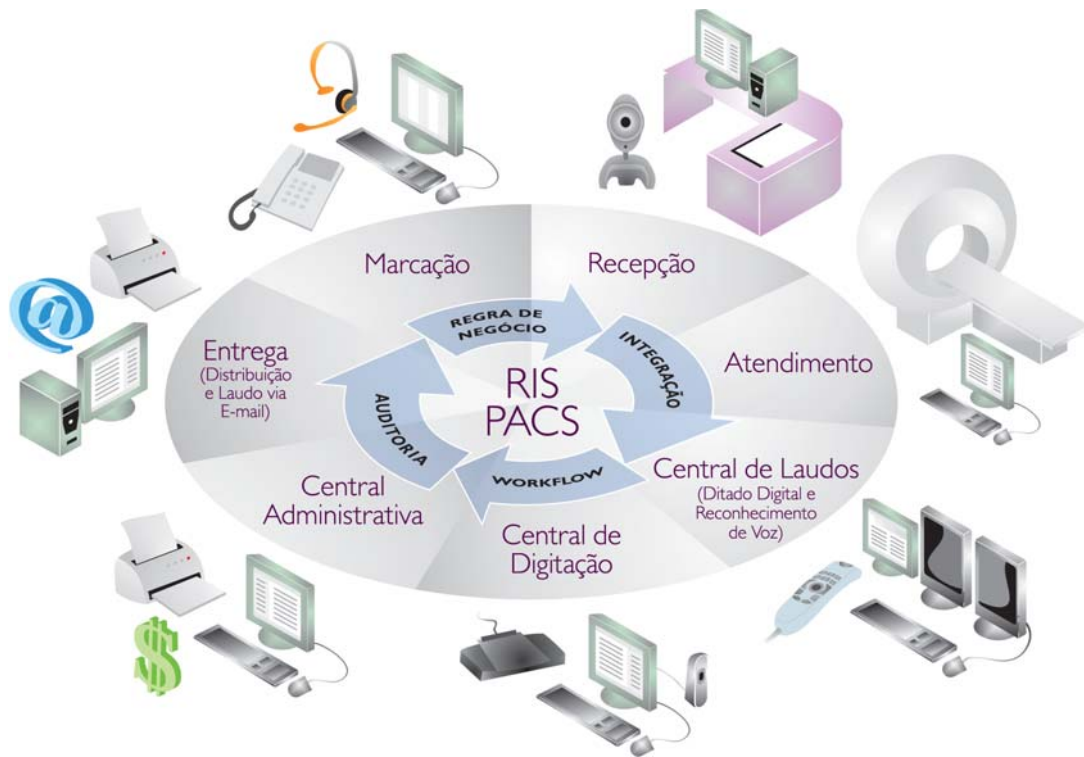 Marcação
Recepção
REGRA DE
NEGÓCIO
INTEGRAÇÃO
Atendimento
Entrega
(Distribuição
e Laudo via
E-mail)
RIS
PACS
AUDITORIA
WORKFLOW
Central de Laudos
(Ditado Digital e
Reconhecimento
de Voz)
Central
Administrativa
Central de
Digitação
@
$